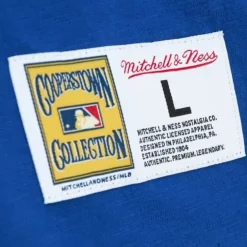 COOPERSTOWN
COLLECTION
MITCHELLANDNESS/MLB
Mitchell & Ness
L
MITCHELL & NESS NOSTALGIA CO.
AUTHENTIC LICENSED APPAREL
DESIGNED IN PHILADELPHIA, PA
ESTABLISHED 1904
AUTHENTIC. PREMIUM. LEGENDARY.